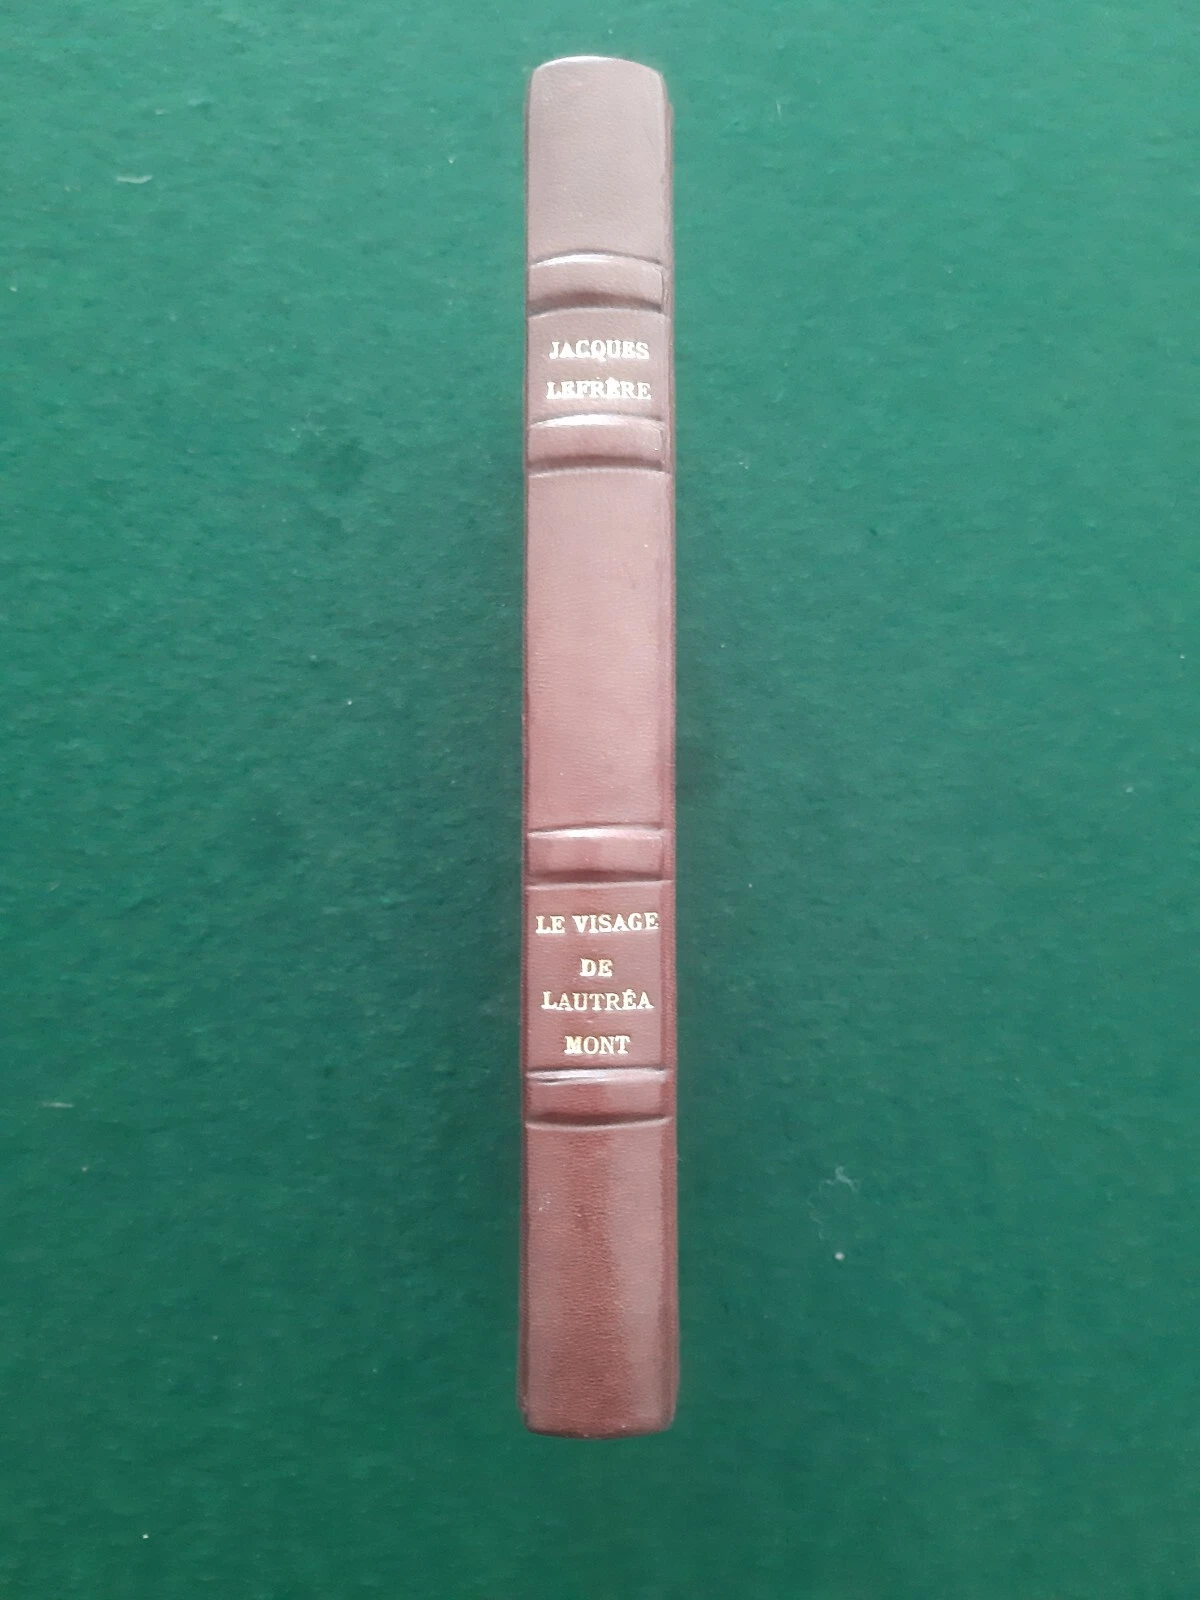 JACQUES
LEFRÈRE
LE VISAGE
DE
LAUTRÉA
MONT